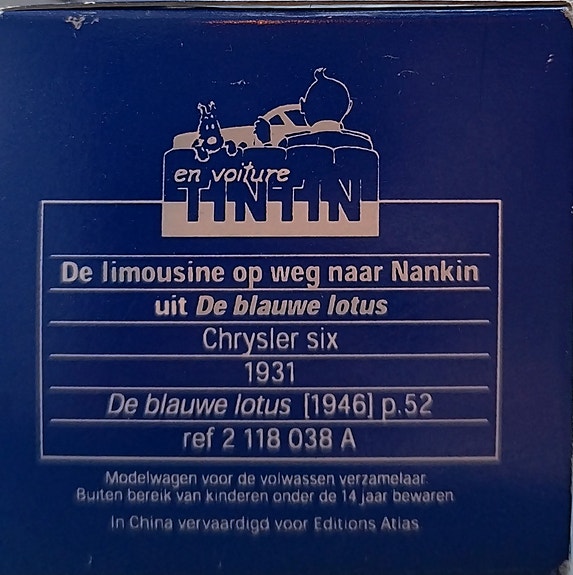 en voiture
TINTIN
De limousine op weg naar Nankin
uit De blauwe lotus
Chrysler six
1931
De blauwe lotus [1946] p.52
ref 2 118 038 A
Modelwagen voor de volwassen verzamelaar
Buiten bereik van kinderen onder de 14 jaar bewaren
In China vervaardigd voor Editions Atlas